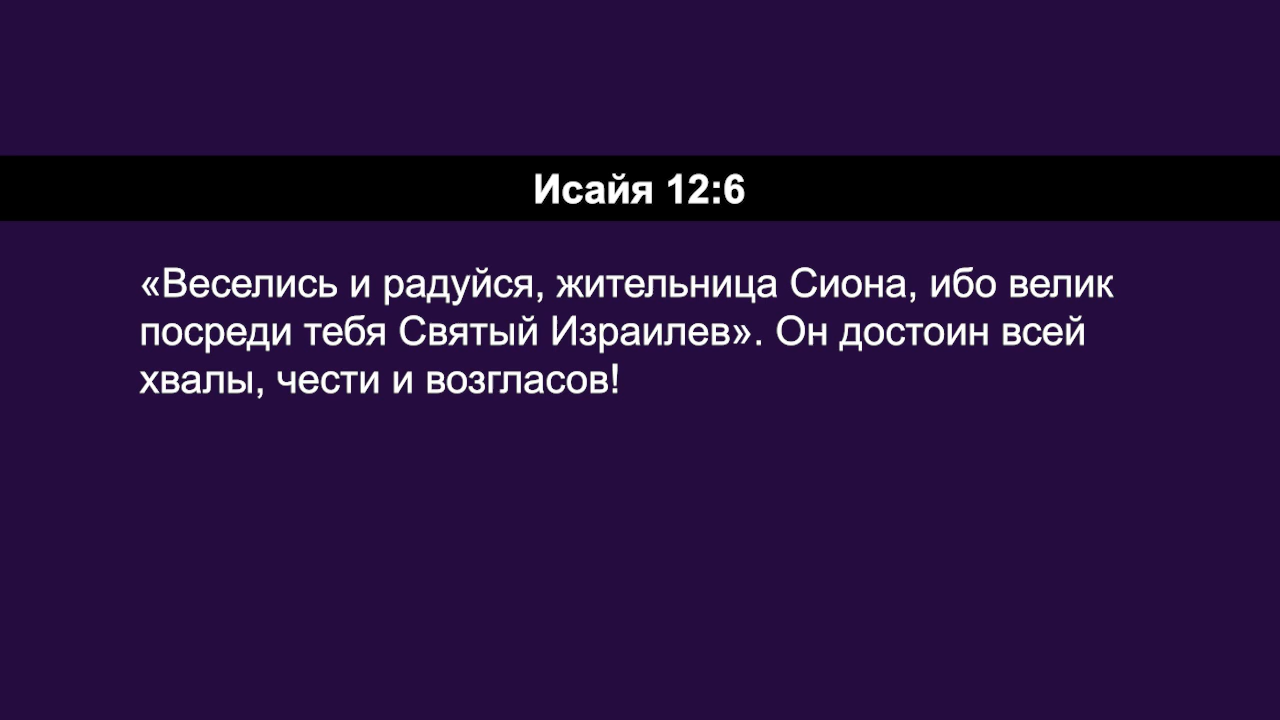 Исайя 12:6
«Веселись и радуйся, жительница Сиона, ибо велик
посреди тебя Святый Израилев». Он достоин всей
хвалы, чести и возгласов!